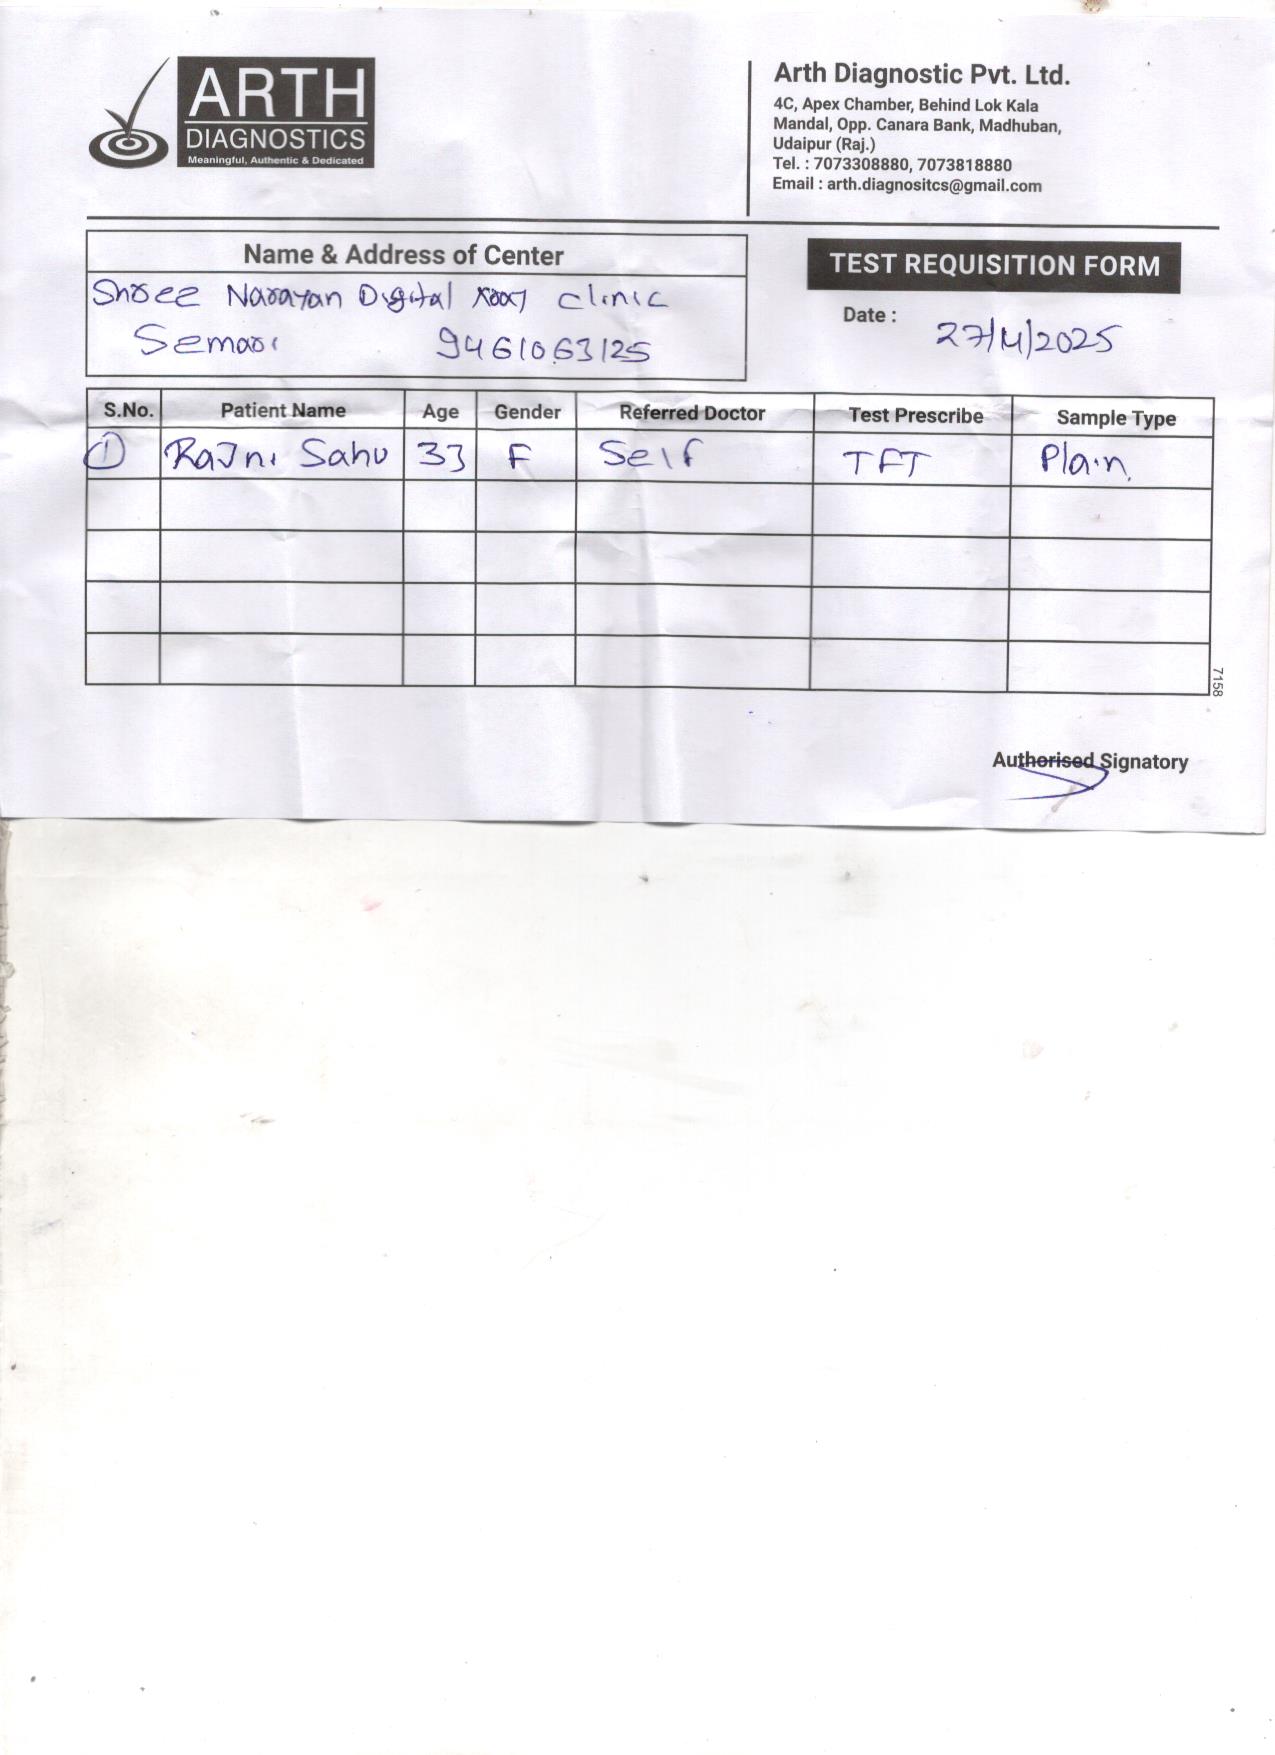 ARTH
DIAGNOSTICS
Meaningful, Authentic & Dedicated
Arth Diagnostic Pvt. Ltd.
4C, Apex Chamber, Behind Lok Kala
Mandal, Opp. Canara Bank, Madhuban,
Udaipur (Raj.)
Tel. : 7073308880, 7073818880
Email : arth.diagnositcs@gmail.com
Name & Address of Center
Shree Narayan Digital Xray Clinic
Semari 9461063125
TEST REQUISITION FORM
Date : 27/4/2025
S.No. Patient Name Age Gender Referred Doctor Test Prescribe Sample Type
1 Rajni Sahu 33 F Self TFT Plain
7158
Authorised Signatory